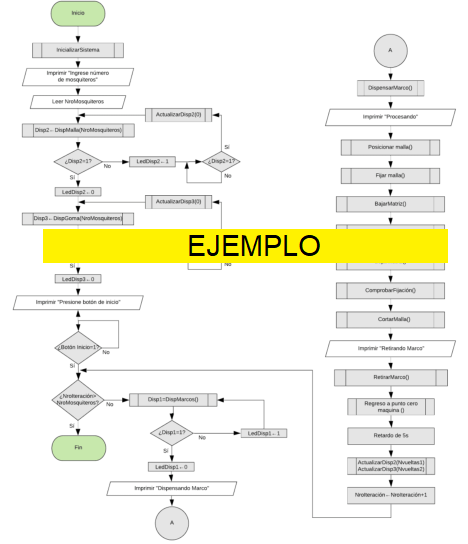 Inicio
InicializarSistema
Imprimir "Ingrese número
de mosquiteros"
Leer NroMosquiteros
ActualizarDisp2(0)
Disp2←DispMalla(NroMosquiteros)
¿Disp2=1?
No
LedDisp2←1
¿Disp2=1?
Sí
No
Sí
LedDisp2←0
ActualizarDisp3(0)
Disp3←DispGoma(NroMosquiteros)
EJEMPLO
No
LedDisp3←0
Imprimir "Presione botón de inicio"
¿Botón Inicio=1?
No
Sí
¿NroIteración>
NroMosquiteros?
No
Disp1=DispMarcos()
Sí
Fin
¿Disp1=1?
No
LedDisp1←1
Sí
LedDisp1←0
Imprimir "Dispensando Marco"
A
A
DispensarMarco()
Imprimir "Procesando"
Posicionar malla()
Fijar malla()
BajarMatriz()
ComprobarFijación()
CortarMalla()
Imprimir "Retirando Marco"
RetirarMarco()
Regreso a punto cero
maquina ()
Retardo de 5s
ActualizarDisp2(Nvueltas1)
ActualizarDisp3(Nvueltas2)
NroIteración←NroIteración+1